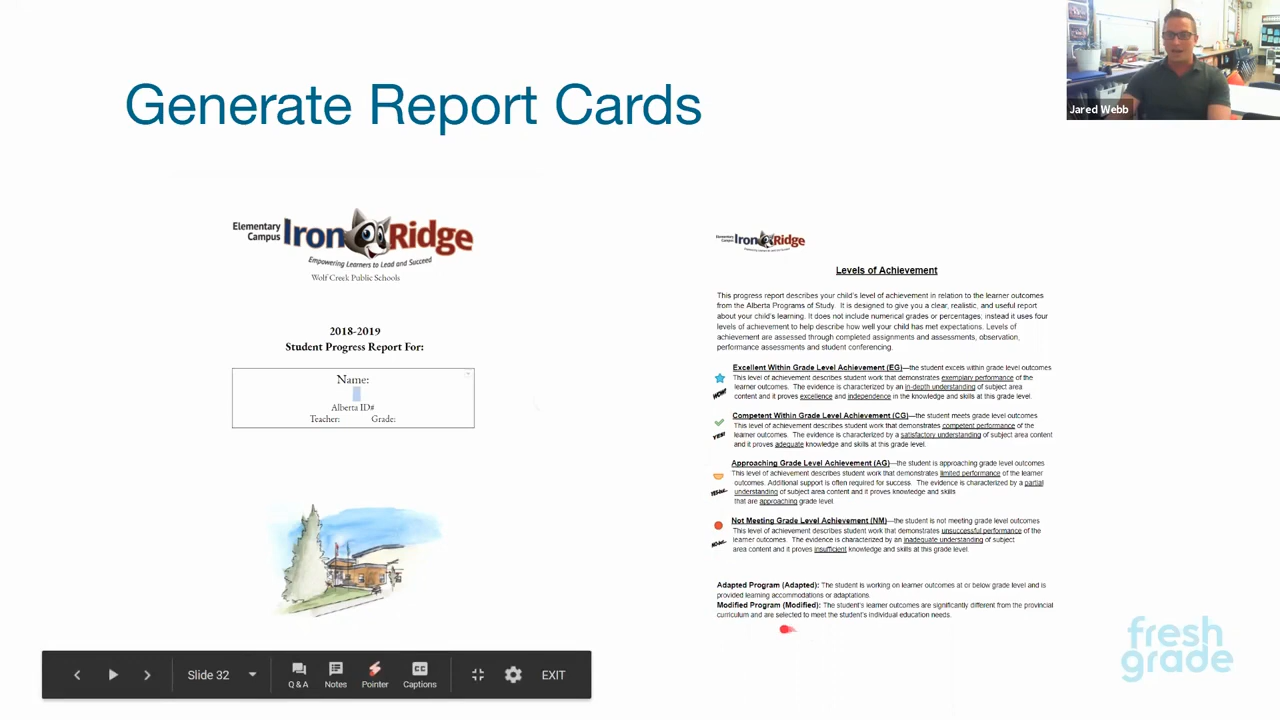 Generate Report Cards
Jared Webb
Elementary
Campus
Iron Ridge
Empowering Learners to Lead and Succeed
Wolf Creek Public Schools
2018-2019
Student Progress Report For:
Name:
Alberta ID#
Teacher: Grade:
Elementary
Campus
Iron Ridge
Levels of Achievement
This progress report describes your child's level of achievement in relation to the learner outcomes
from the Alberta Programs of Study. It is designed to give you a clear, realistic, and useful report
about your child's learning. It does not include numerical grades or percentages; instead it uses four
levels of achievement to help describe how well your child has met expectations. Levels of
achievement are assessed through completed assignments and assessments, observation,
performance assessments and student conferencing.
Excellent Within Grade Level Achievement (EG)—the student excels within grade level outcomes
This level of achievement describes student work that demonstrates exemplary performance of the
learner outcomes. The evidence is characterized by an in-depth understanding of subject area
WOW!
content and it proves excellence and independence in the knowledge and skills at this grade level.
Competent Within Grade Level Achievement (CG)—the student meets grade level outcomes
This level of achievement describes student work that demonstrates competent performance of the
learner outcomes. The evidence is characterized by a satisfactory understanding of subject area content
YES!
and it proves adequate knowledge and skills at this grade level.
Approaching Grade Level Achievement (AG)—the student is approaching grade level outcomes
This level of achievement describes student work that demonstrates limited performance of the learner
outcomes. Additional support is often required for success. The evidence is characterized by a partial
understanding of subject area content and it proves knowledge and skills
that are approaching grade level.
Not Meeting Grade Level Achievement (NM)—the student is not meeting grade level outcomes
This level of achievement describes student work that demonstrates unsuccessful performance of the
learner outcomes. The evidence is characterized by an inadequate understanding of subject
area content and it proves insufficient knowledge and skills at this grade level.
Adapted Program (Adapted): The student is working on learner outcomes at or below grade level and is
provided learning accommodations or adaptations.
Modified Program (Modified): The student's learner outcomes are significantly different from the provincial
curriculum and are selected to meet the student's individual education needs.
fresh
grade
Slide 32
Q & A
Notes
Pointer
Captions
EXIT